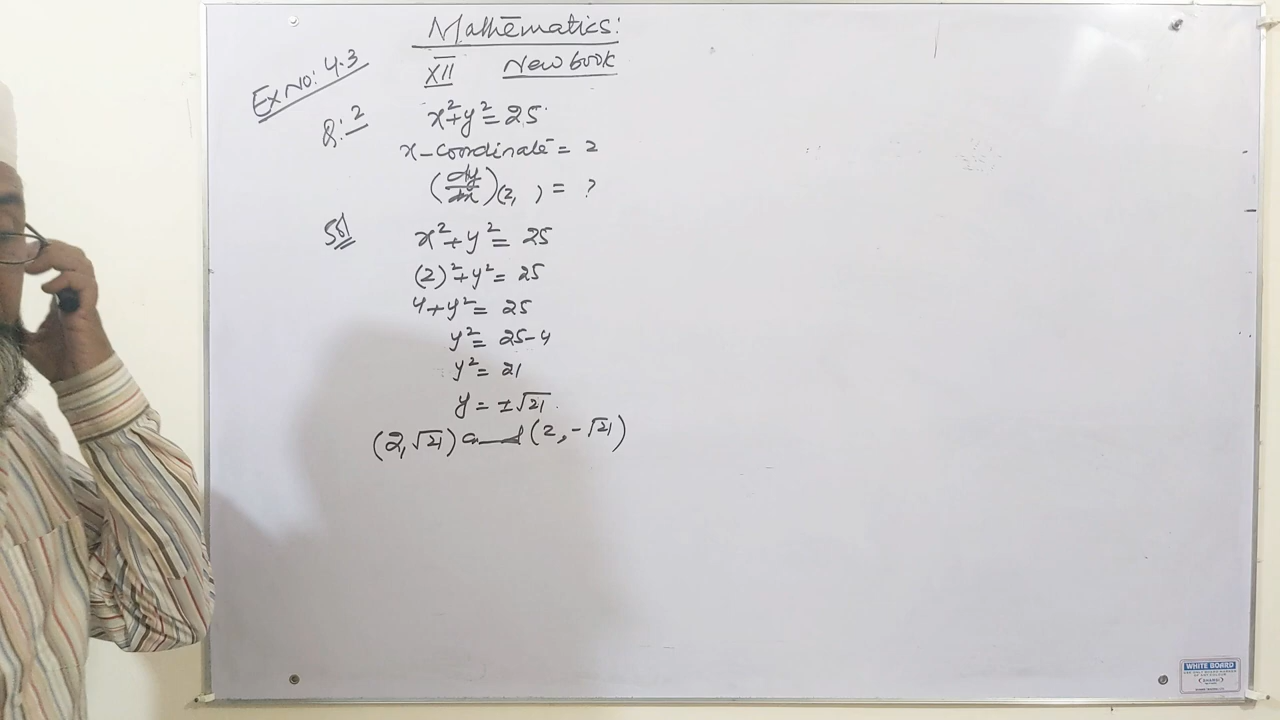 Mathematics:
XII New book
Ex No: 4.3
Q: 2
x²+y²=25
x-coordinate = 2
(dy/dx)(2, ) = ?
Sol
x²+y²= 25
(2)²+y²= 25
4+y²= 25
y²= 25-4
y²= 21
y = ±√21
(2,√21) and (2,-√21)
WHITE BOARD